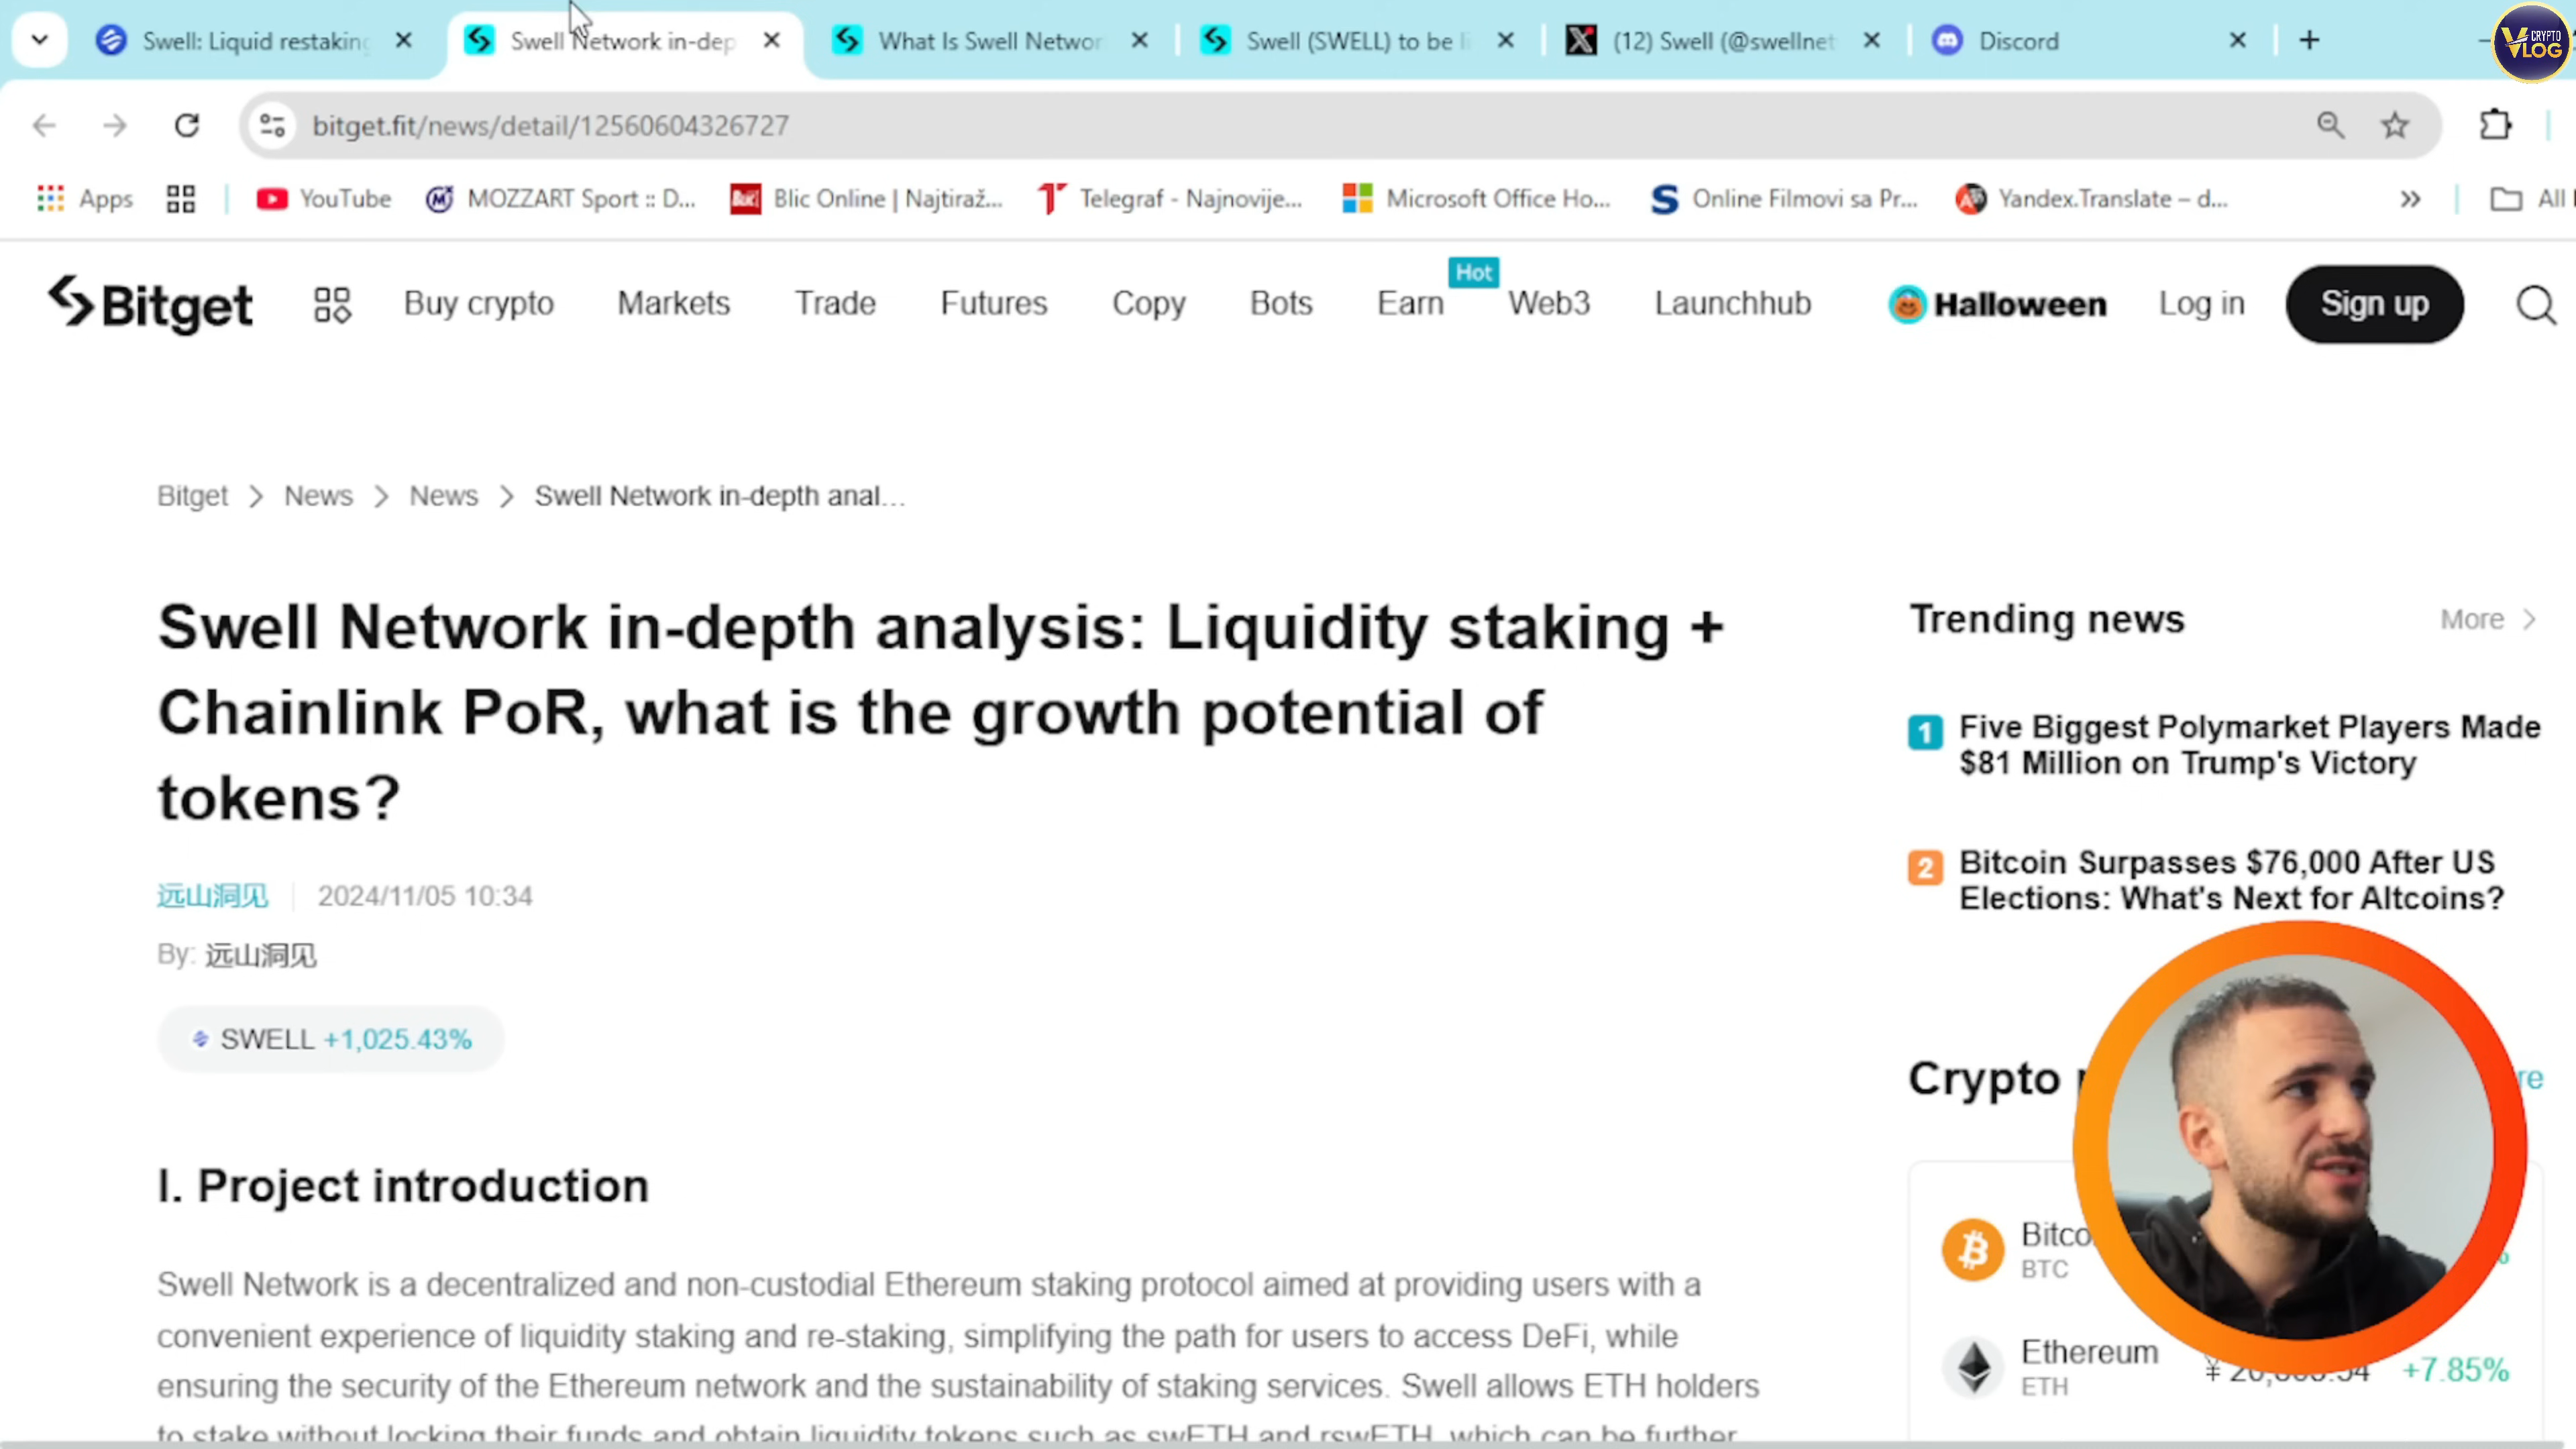 Swell: Liquid restaking
Swell Network in-dep
What Is Swell Networ
Swell (SWELL) to be li
(12) Swell (@swellnet
Discord
V CRYPTO VLOG
bitget.fit/news/detail/12560604326727
Apps
YouTube
MOZZART Sport :: D...
Blic Online | Najtiraž...
Telegraf - Najnovije...
Microsoft Office Ho...
Online Filmovi sa Pr...
Yandex.Translate – d...
All
Bitget
Buy crypto
Markets
Trade
Futures
Copy
Bots
Earn
Hot
Web3
Launchhub
Halloween
Log in
Sign up
Bitget > News > News > Swell Network in-depth anal...
Swell Network in-depth analysis: Liquidity staking +
Chainlink PoR, what is the growth potential of
tokens?
远山洞见 | 2024/11/05 10:34
By: 远山洞见
SWELL +1,025.43%
I. Project introduction
Swell Network is a decentralized and non-custodial Ethereum staking protocol aimed at providing users with a
convenient experience of liquidity staking and re-staking, simplifying the path for users to access DeFi, while
ensuring the security of the Ethereum network and the sustainability of staking services. Swell allows ETH holders
to stake without locking their funds and obtain liquidity tokens such as swETH and rswETH, which can be further
Trending news
More >
1 Five Biggest Polymarket Players Made
$81 Million on Trump's Victory
2 Bitcoin Surpasses $76,000 After US
Elections: What's Next for Altcoins?
Crypto
re
Bitco
BTC
Ethereum
ETH
+7.85%